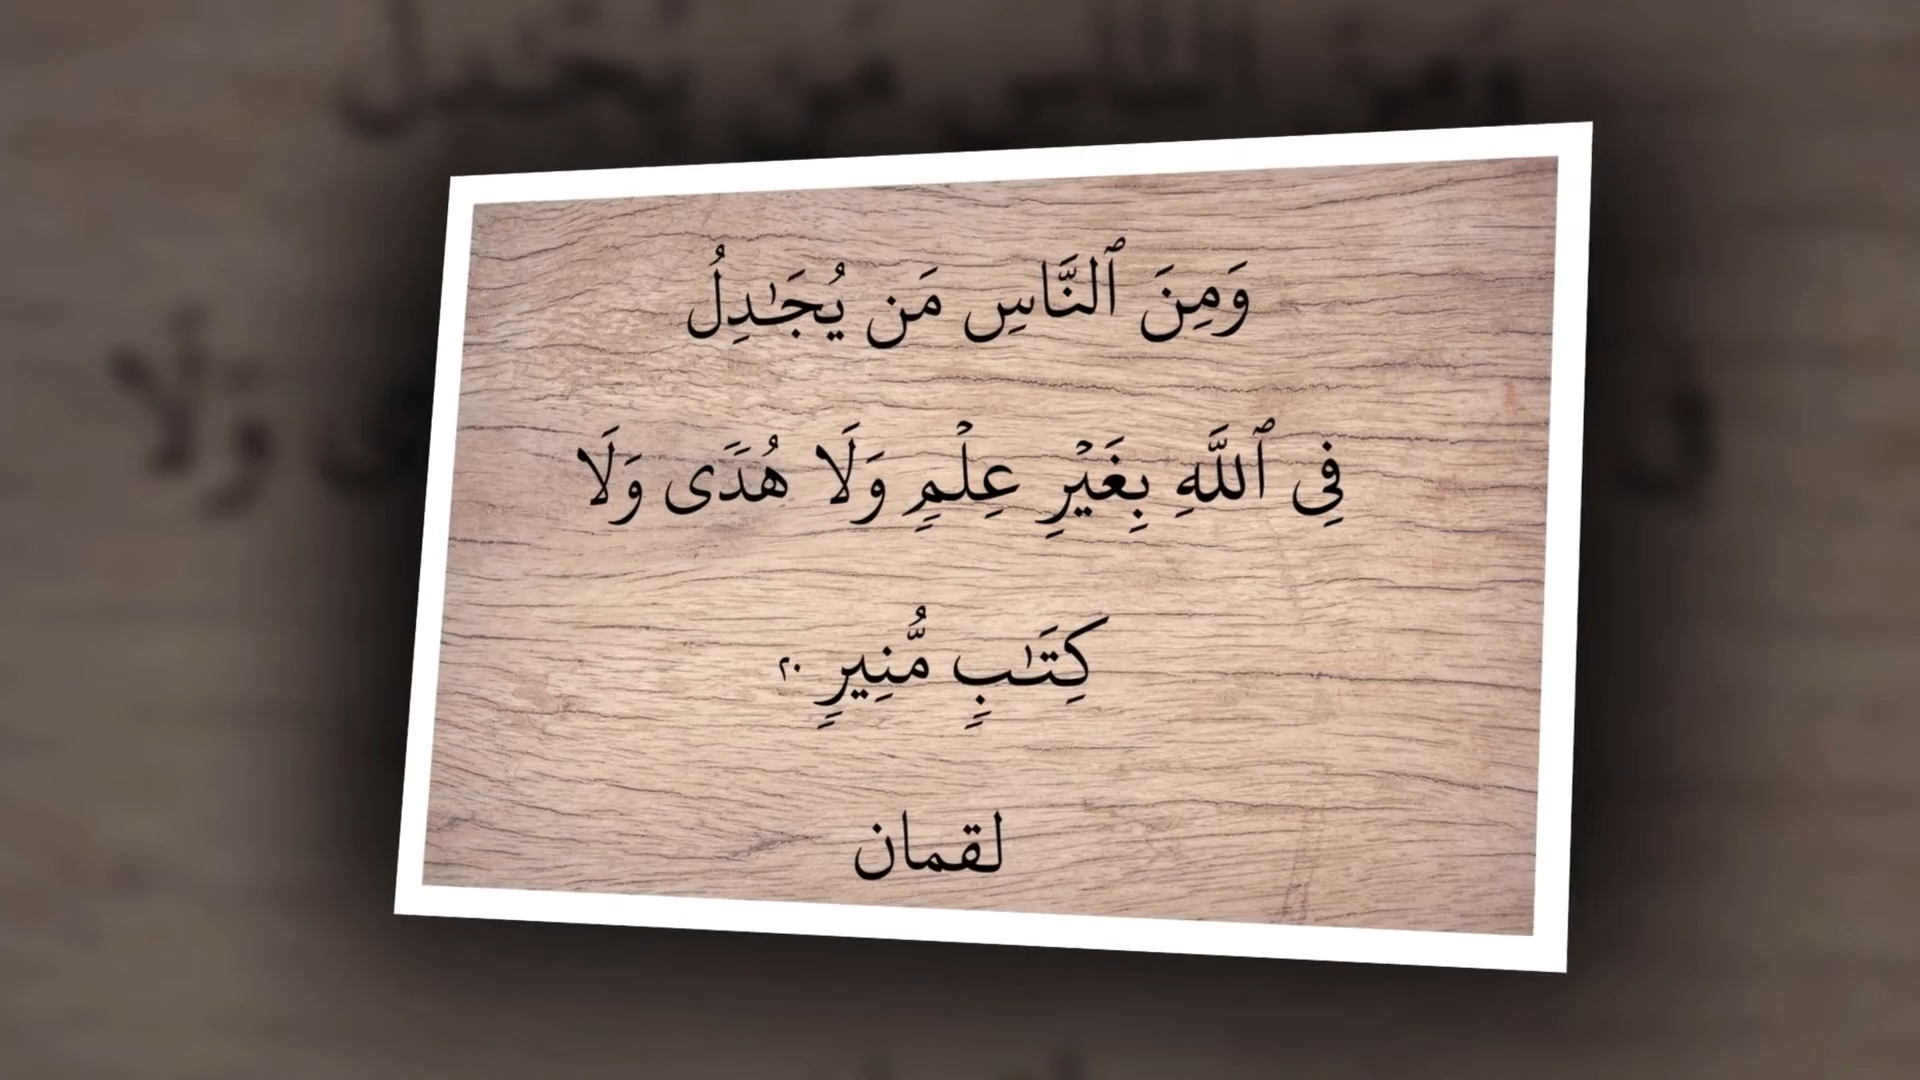 وَمِنَ ٱلنَّاسِ مَن يُجَـٰدِلُ
فِى ٱللَّهِ بِغَيْرِ عِلْمٍ وَلَا هُدًى وَلَا
كِتَـٰبٍ مُّنِيرٍ ٢٠
لقمان